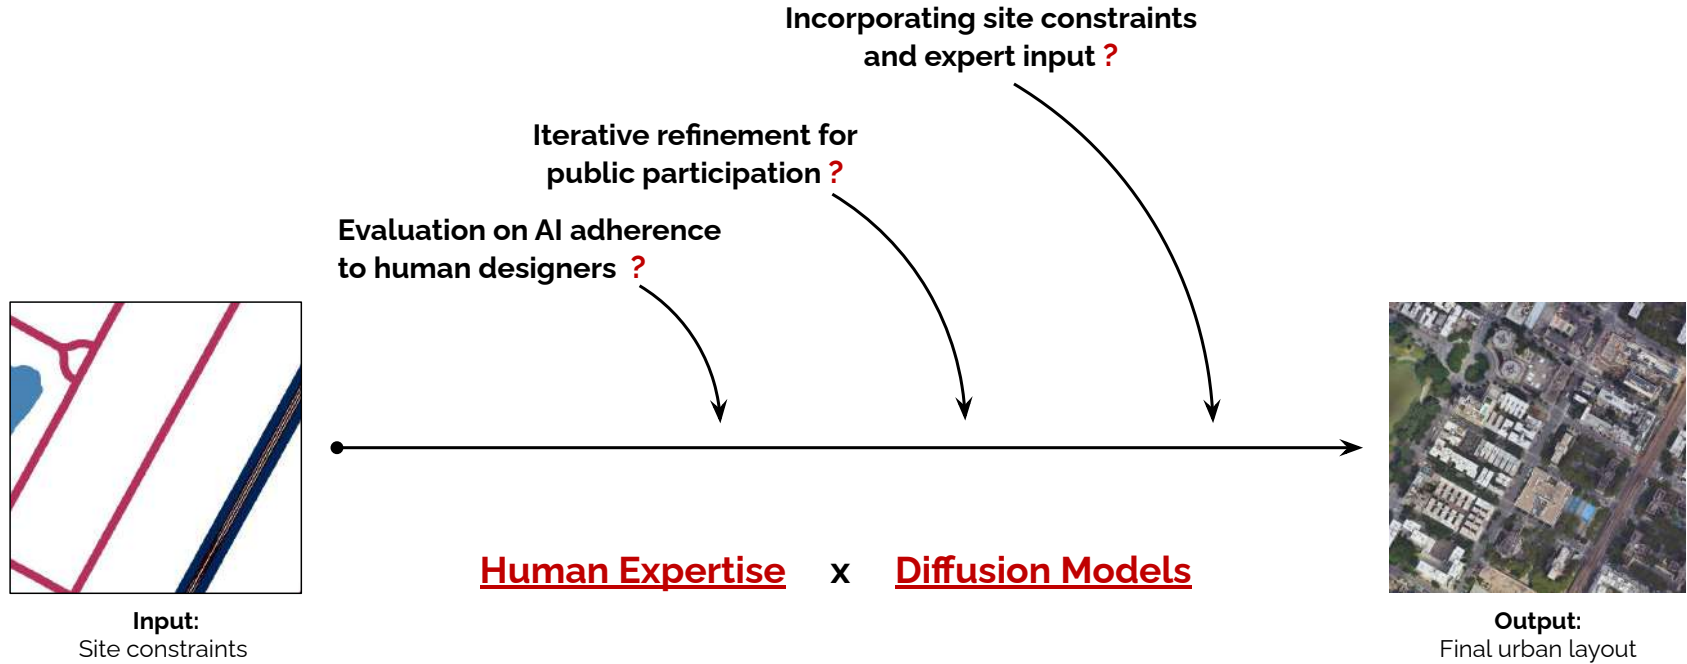 Incorporating site constraints
and expert input ?
Iterative refinement for
public participation ?
Evaluation on AI adherence
to human designers ?
Human Expertise x Diffusion Models
Input:
Site constraints
Output:
Final urban layout